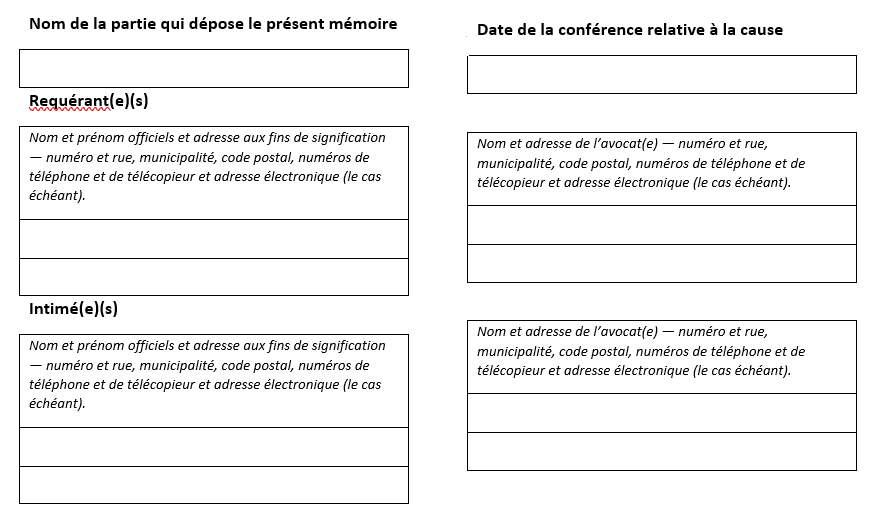 Nom de la partie qui dépose le présent mémoire
Date de la conférence relative à la cause
Requérant(e)(s)
Nom et prénom officiels et adresse aux fins de signification
— numéro et rue, municipalité, code postal, numéros de
téléphone et de télécopieur et adresse électronique (le cas
échéant).
Nom et adresse de l’avocat(e) — numéro et rue,
municipalité, code postal, numéros de téléphone et de
télécopieur et adresse électronique (le cas échéant).
Intimé(e)(s)
Nom et prénom officiels et adresse aux fins de signification
— numéro et rue, municipalité, code postal, numéros de
téléphone et de télécopieur et adresse électronique (le cas
échéant).
Nom et adresse de l’avocat(e) — numéro et rue,
municipalité, code postal, numéros de téléphone et de
télécopieur et adresse électronique (le cas échéant).